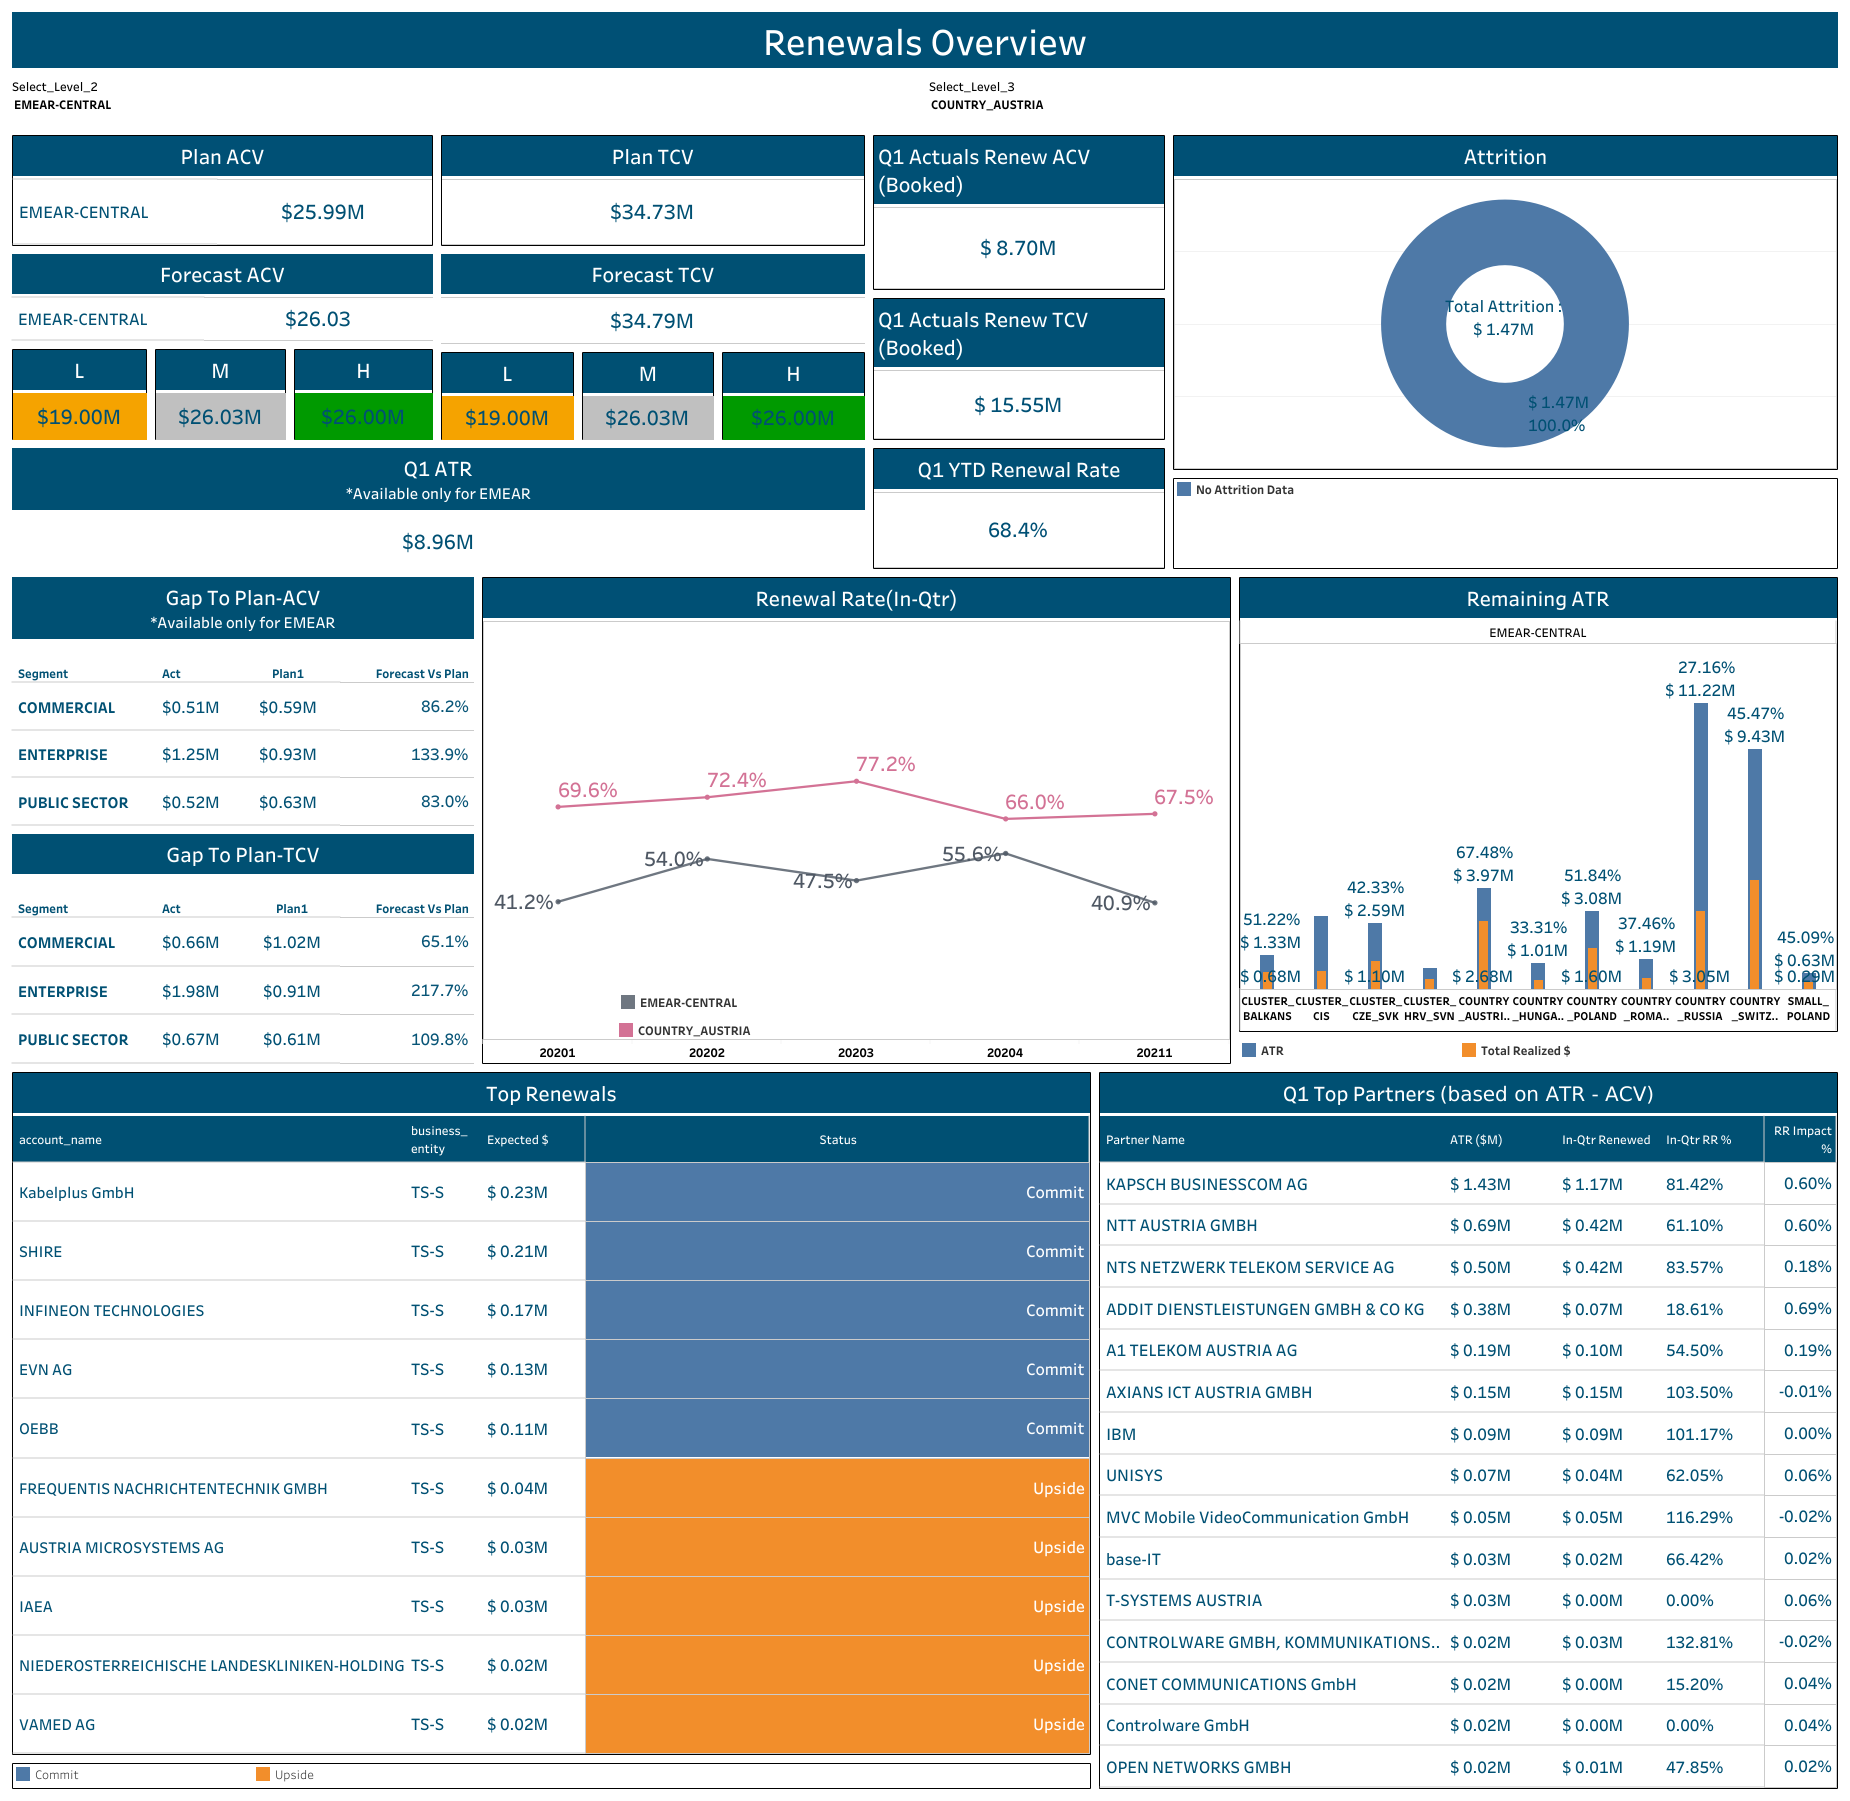 Renewals Overview
Select_Level_2
EMEAR-CENTRAL
Select_Level_3
COUNTRY_AUSTRIA
Plan ACV
EMEAR-CENTRAL $25.99M
Plan TCV
$34.73M
Forecast ACV
EMEAR-CENTRAL $26.03
Forecast TCV
$34.79M
L M H
$19.00M $26.03M $26.00M
L M H
$19.00M $26.03M $26.00M
Q1 Actuals Renew ACV
(Booked)
$ 8.70M
Q1 Actuals Renew TCV
(Booked)
$ 15.55M
Attrition
Total Attrition :
$ 1.47M
$ 1.47M
100.0%
No Attrition Data
Q1 ATR
*Available only for EMEAR
$8.96M
Q1 YTD Renewal Rate
68.4%
Gap To Plan-ACV
*Available only for EMEAR
Segment Act Plan1 Forecast Vs Plan
COMMERCIAL $0.51M $0.59M 86.2%
ENTERPRISE $1.25M $0.93M 133.9%
PUBLIC SECTOR $0.52M $0.63M 83.0%
Gap To Plan-TCV
Segment Act Plan1 Forecast Vs Plan
COMMERCIAL $0.66M $1.02M 65.1%
ENTERPRISE $1.98M $0.91M 217.7%
PUBLIC SECTOR $0.67M $0.61M 109.8%
Renewal Rate(In-Qtr)
69.6% 72.4% 77.2% 66.0% 67.5%
41.2% 54.0% 47.5% 55.6% 40.9%
EMEAR-CENTRAL
COUNTRY_AUSTRIA
20201 20202 20203 20204 20211
Remaining ATR
EMEAR-CENTRAL
27.16%
$ 11.22M
45.47%
$ 9.43M
67.48%
$ 3.97M
51.84%
$ 3.08M
42.33%
$ 2.59M
51.22%
$ 1.33M
33.31%
$ 1.01M
37.46%
$ 1.19M
45.09%
$ 0.63M
$ 0.68M $ 1.10M $ 2.68M $ 1.60M $ 3.05M $ 0.29M
CLUSTER_ CLUSTER_ CLUSTER_ CLUSTER_ COUNTRY COUNTRY COUNTRY COUNTRY COUNTRY COUNTRY SMALL_
BALKANS CIS CZE_SVK HRV_SVN _AUSTRI.. _HUNGA.. _POLAND _ROMA.. _RUSSIA _SWITZ.. POLAND
ATR Total Realized $
Top Renewals
account_name business_ Expected $ Status
entity
Kabelplus GmbH TS-S $ 0.23M Commit
SHIRE TS-S $ 0.21M Commit
INFINEON TECHNOLOGIES TS-S $ 0.17M Commit
EVN AG TS-S $ 0.13M Commit
OEBB TS-S $ 0.11M Commit
FREQUENTIS NACHRICHTENTECHNIK GMBH TS-S $ 0.04M Upside
AUSTRIA MICROSYSTEMS AG TS-S $ 0.03M Upside
IAEA TS-S $ 0.03M Upside
NIEDEROSTERREICHISCHE LANDESKLINIKEN-HOLDING TS-S $ 0.02M Upside
VAMED AG TS-S $ 0.02M Upside
Commit Upside
Q1 Top Partners (based on ATR - ACV)
Partner Name ATR ($M) In-Qtr Renewed In-Qtr RR % RR Impact
%
KAPSCH BUSINESSCOM AG $ 1.43M $ 1.17M 81.42% 0.60%
NTT AUSTRIA GMBH $ 0.69M $ 0.42M 61.10% 0.60%
NTS NETZWERK TELEKOM SERVICE AG $ 0.50M $ 0.42M 83.57% 0.18%
ADDIT DIENSTLEISTUNGEN GMBH & CO KG $ 0.38M $ 0.07M 18.61% 0.69%
A1 TELEKOM AUSTRIA AG $ 0.19M $ 0.10M 54.50% 0.19%
AXIANS ICT AUSTRIA GMBH $ 0.15M $ 0.15M 103.50% -0.01%
IBM $ 0.09M $ 0.09M 101.17% 0.00%
UNISYS $ 0.07M $ 0.04M 62.05% 0.06%
MVC Mobile VideoCommunication GmbH $ 0.05M $ 0.05M 116.29% -0.02%
base-IT $ 0.03M $ 0.02M 66.42% 0.02%
T-SYSTEMS AUSTRIA $ 0.03M $ 0.00M 0.00% 0.06%
CONTROLWARE GMBH, KOMMUNIKATIONS.. $ 0.02M $ 0.03M 132.81% -0.02%
CONET COMMUNICATIONS GmbH $ 0.02M $ 0.00M 15.20% 0.04%
Controlware GmbH $ 0.02M $ 0.00M 0.00% 0.04%
OPEN NETWORKS GMBH $ 0.02M $ 0.01M 47.85% 0.02%